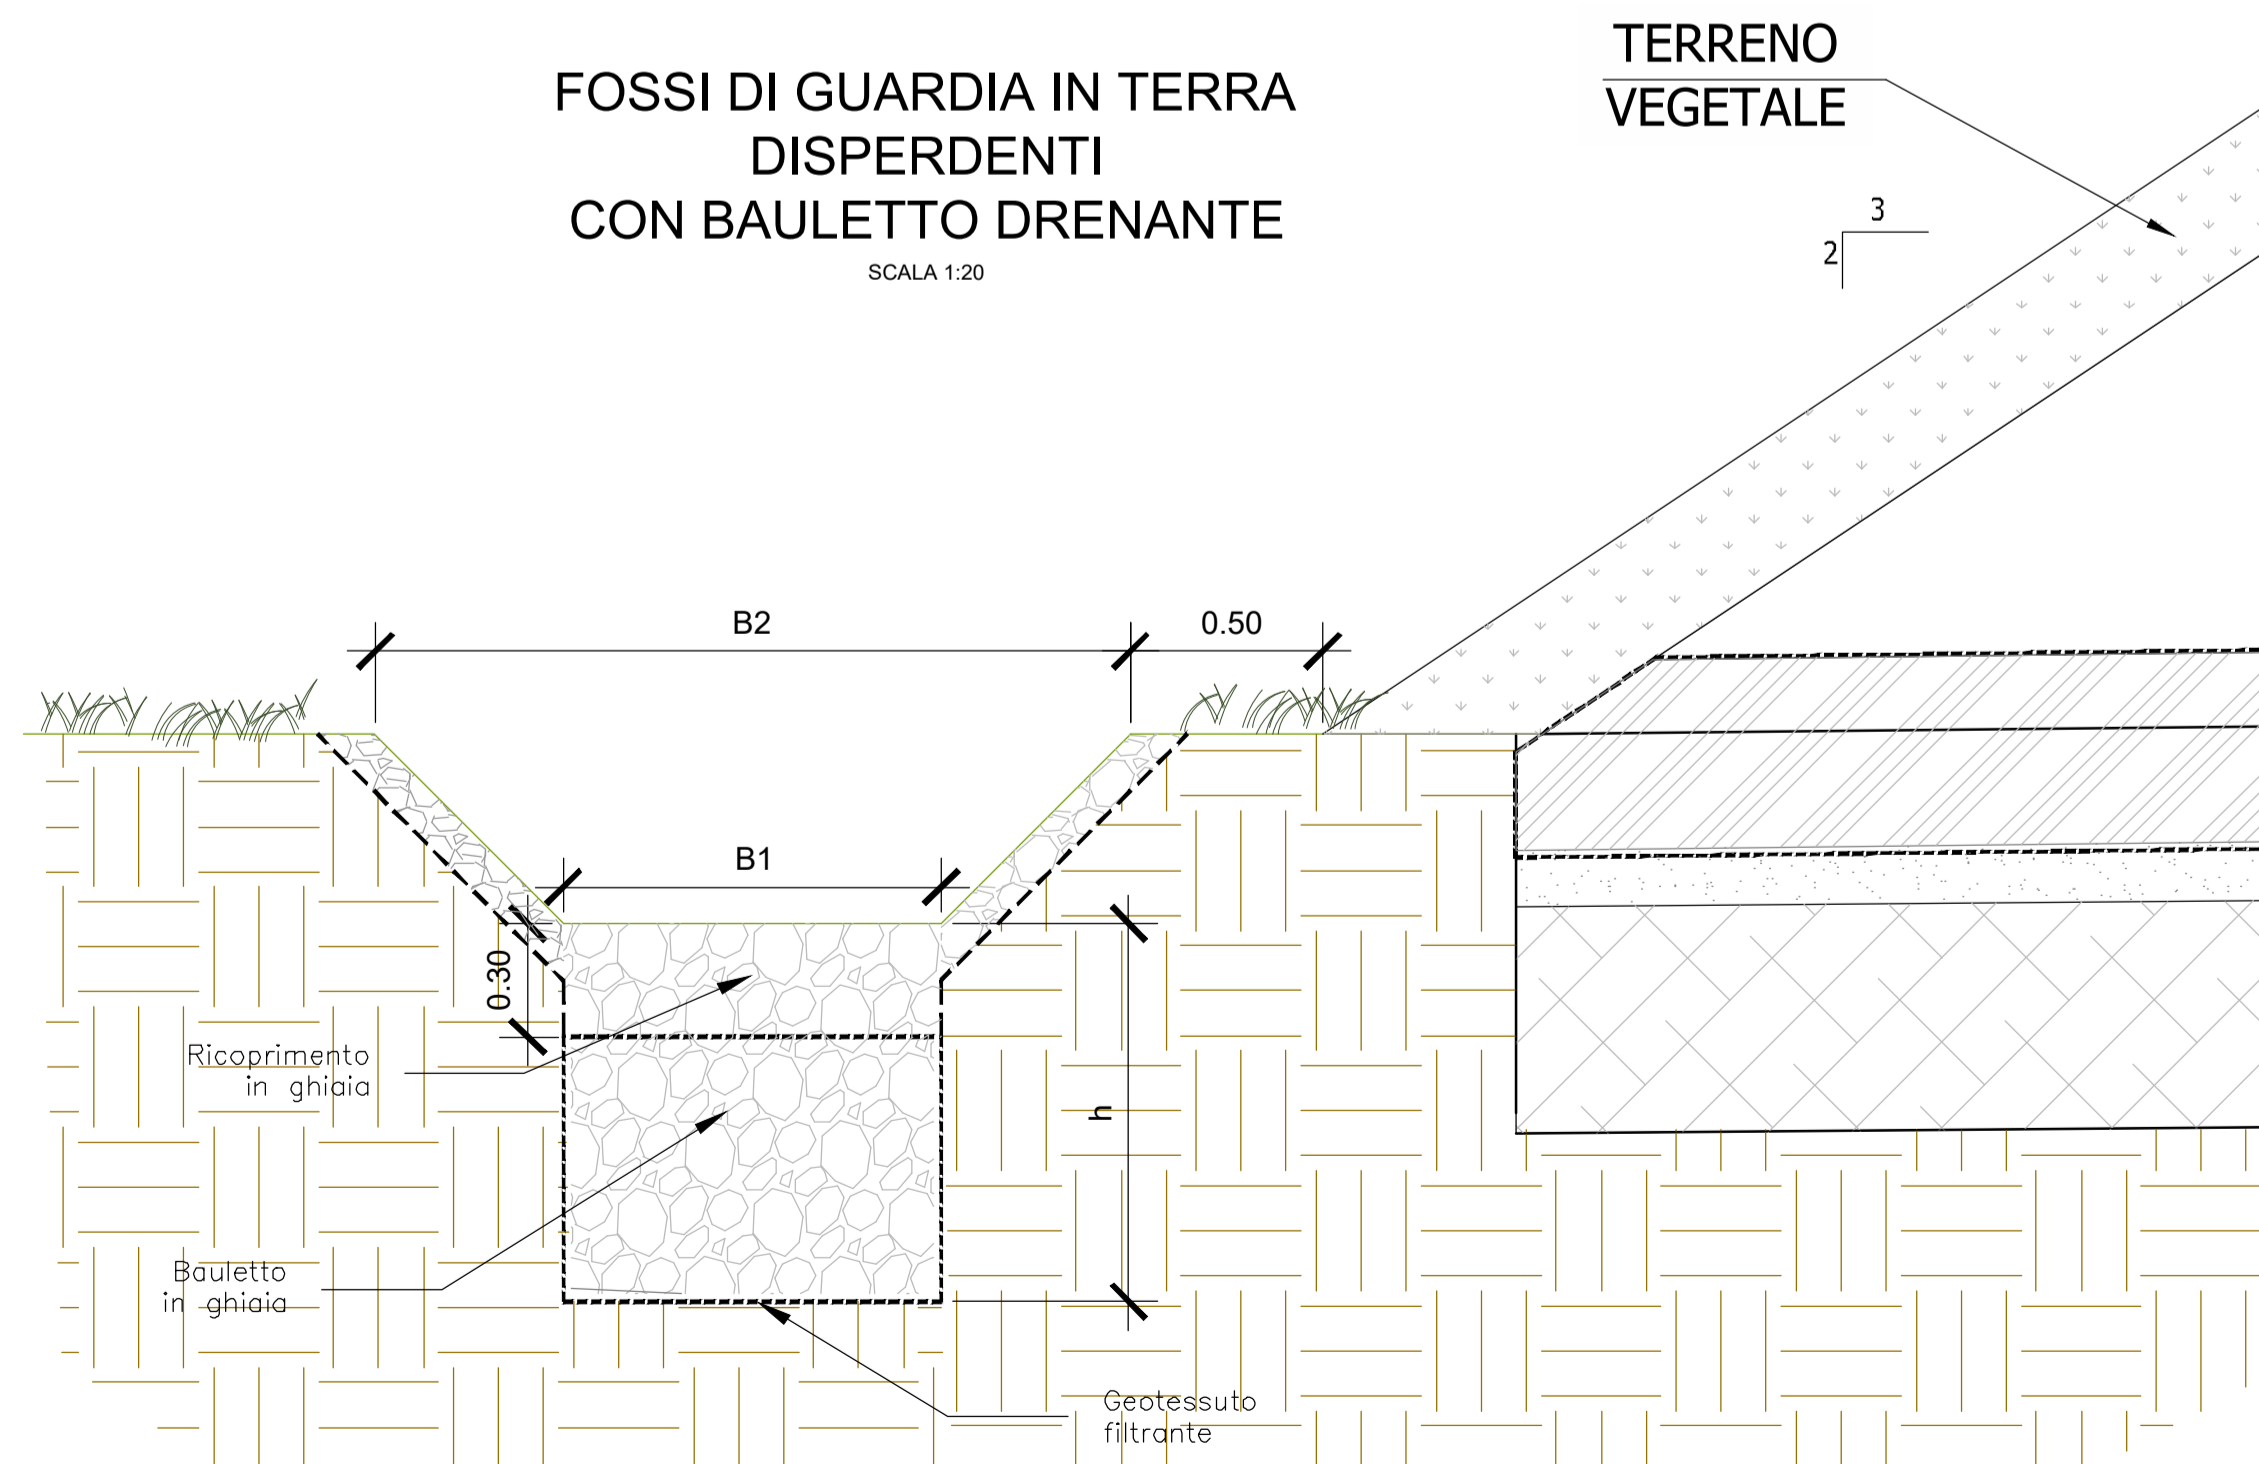 FOSSI DI GUARDIA IN TERRA
DISPERDENTI
CON BAULETTO DRENANTE
SCALA 1:20
TERRENO
VEGETALE
3
2
B2
0.50
B1
0.30
h
Ricoprimento
in ghiaia
Bauletto
in ghiaia
Geotessuto
filtrante